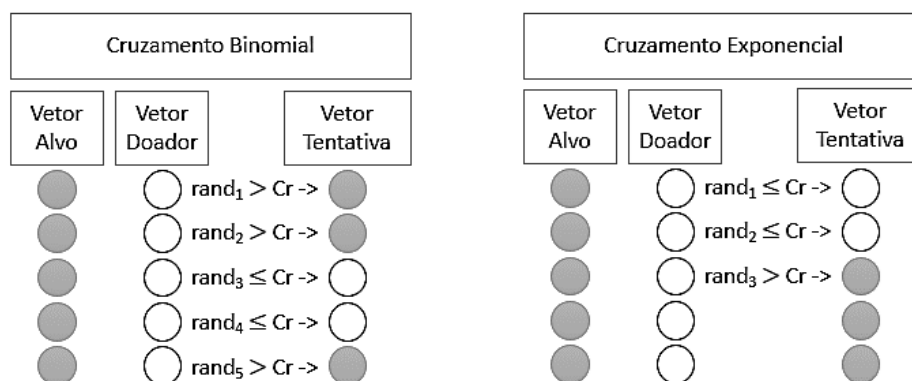 Cruzamento Binomial
Vetor Alvo
Vetor Doador
Vetor Tentativa
rand₁ > Cr ->
rand₂ > Cr ->
rand₃ ≤ Cr ->
rand₄ ≤ Cr ->
rand₅ > Cr ->
Cruzamento Exponencial
Vetor Alvo
Vetor Doador
Vetor Tentativa
rand₁ ≤ Cr ->
rand₂ ≤ Cr ->
rand₃ > Cr ->